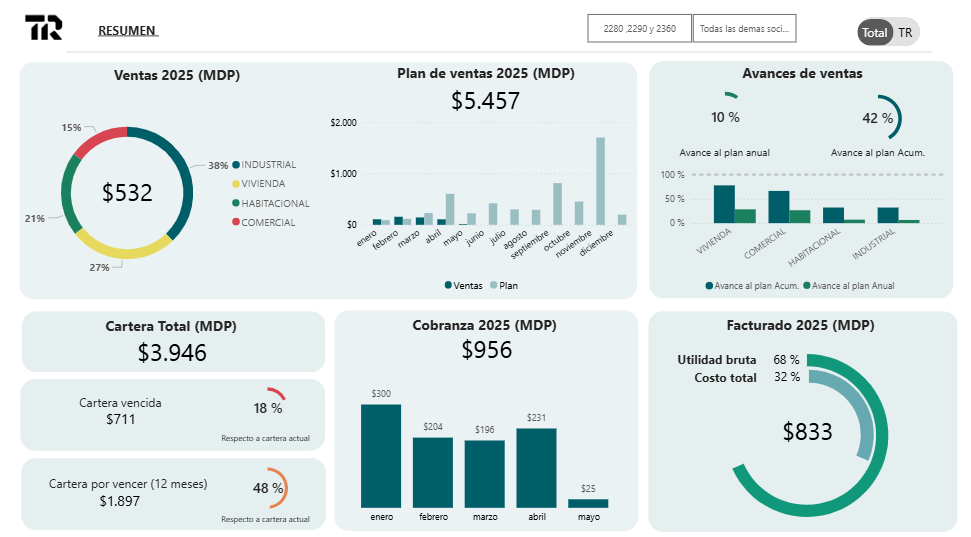 TR
RESUMEN
2280 ,2290 y 2360
Todas las demas soci...
Total
TR
Ventas 2025 (MDP)
15%
38%
21%
27%
$532
INDUSTRIAL
VIVIENDA
HABITACIONAL
COMERCIAL
Plan de ventas 2025 (MDP)
$5.457
$2.000
$1.000
$0
enero
febrero
marzo
abril
mayo
junio
julio
agosto
septiembre
octubre
noviembre
diciembre
Ventas
Plan
Avances de ventas
10 %
42 %
Avance al plan anual
Avance al plan Acum.
100 %
50 %
0 %
VIVIENDA
COMERCIAL
HABITACIONAL
INDUSTRIAL
Avance al plan Acum.
Avance al plan Anual
Cartera Total (MDP)
$3.946
Cartera vencida
$711
18 %
Respecto a cartera actual
Cartera por vencer (12 meses)
$1.897
48 %
Respecto a cartera actual
Cobranza 2025 (MDP)
$956
$300
$204
$196
$231
$25
enero
febrero
marzo
abril
mayo
Facturado 2025 (MDP)
Utilidad bruta 68 %
Costo total 32 %
$833